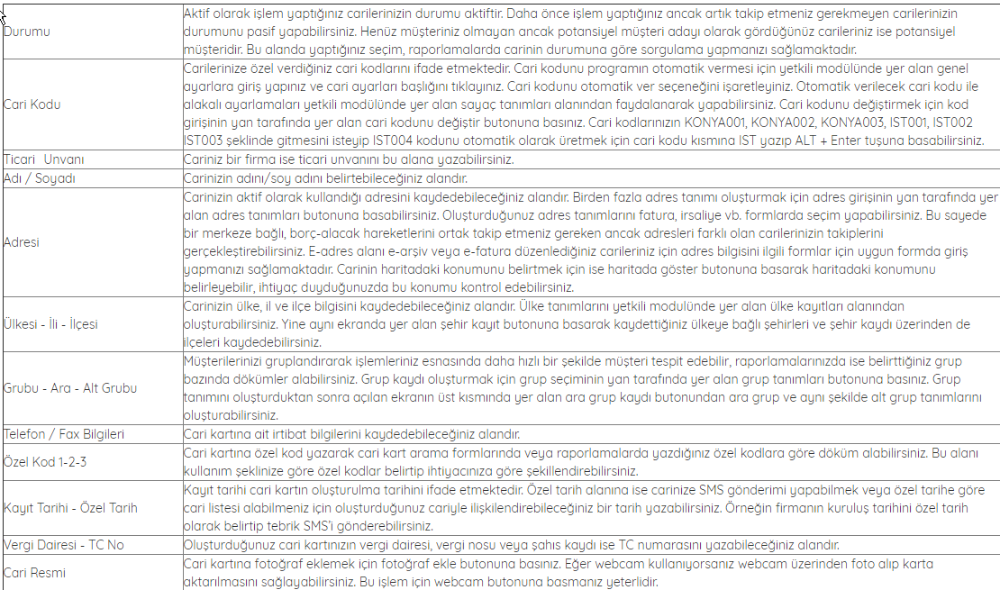 Durumu
Aktif olarak işlem yaptığınız carilerinizin durumu aktiftir. Daha önce işlem yaptığınız ancak artık takip etmeniz gerekmeyen carilerinizin
durumunu pasif yapabilirsiniz. Henüz müşteriniz olmayan ancak potansiyel müşteri adayı olarak gördüğünüz carileriniz ise potansiyel
müşteridir. Bu alanda yaptığınız seçim, raporlamalarda carinin durumuna göre sorgulama yapmanızı sağlamaktadır.
Cari Kodu
Carilerinize özel verdiğiniz cari kodlarını ifade etmektedir. Cari kodunu programın otomatik vermesi için yetkili modülünde yer alan genel
ayarlara giriş yapınız ve cari ayarları başlığını tıklayınız. Cari kodunu otomatik ver seçeneğini işaretleyiniz. Otomatik verilecek cari kodu ile
alakalı ayarlamaları yetkili modülünde yer alan sayaç tanımları alanından faydalanarak yapabilirsiniz. Cari kodunu değiştirmek için kod
girişinin yan tarafında yer alan cari kodunu değiştir butonuna basınız. Cari kodlarınızın KONYA001, KONYA002, KONYA003, IST001, IST002
IST003 şeklinde gitmesini isteyip IST004 kodunu otomatik olarak üretmek için cari kodu kısmına IST yazıp ALT + Enter tuşuna basabilirsiniz.
Ticari Unvanı
Cariniz bir firma ise ticari unvanını bu alana yazabilirsiniz.
Adı / Soyadı
Carinizin adını/soy adını belirtebileceğiniz alandır.
Adresi
Carinizin aktif olarak kullandığı adresini kaydedebileceğiniz alandır. Birden fazla adres tanımı oluşturmak için adres girişinin yan tarafında yer
alan adres tanımları butonuna basabilirsiniz. Oluşturduğunuz adres tanımlarını fatura, irsaliye vb. formlarda seçim yapabilirsiniz. Bu sayede
bir merkeze bağlı, borç-alacak hareketlerini ortak takip etmeniz gereken ancak adresleri farklı olan carilerinizin takiplerini
gerçekleştirebilirsiniz. E-adres alanı e-arşiv veya e-fatura düzenlediğiniz carileriniz için adres bilgisini ilgili formlar için uygun formda giriş
yapmanızı sağlamaktadır. Carinin haritadaki konumunu belirtmek için ise haritada göster butonuna basarak haritadaki konumunu
belirleyebilir, ihtiyaç duyduğunuzda bu konumu kontrol edebilirsiniz.
Ülkesi - İli - İlçesi
Carinizin ülke, il ve ilçe bilgisini kaydedebileceğiniz alandır. Ülke tanımlarını yetkili modulünde yer alan ülke kayıtları alanından
oluşturabilirsiniz. Yine aynı ekranda yer alan şehir kayıt butonuna basarak kaydettiğiniz ülkeye bağlı şehirleri ve şehir kaydı üzerinden de
ilçeleri kaydedebilirsiniz.
Grubu - Ara - Alt Grubu
Müşterilerinizi gruplandırarak işlemleriniz esnasında daha hızlı bir şekilde müşteri tespit edebilir, raporlamalarınızda ise belirttiğiniz grup
bazında dökümler alabilirsiniz. Grup kaydı oluşturmak için grup seçiminin yan tarafında yer alan grup tanımları butonuna basınız. Grup
tanımını oluşturduktan sonra açılan ekranın üst kısmında yer alan ara grup kaydı butonundan ara grup ve aynı şekilde alt grup tanımlarını
oluşturabilirsiniz.
Telefon / Fax Bilgileri
Cari kartına ait irtibat bilgilerini kaydedebileceğiniz alandır.
Özel Kod 1-2-3
Cari kartına özel kod yazarak cari kart arama formlarında veya raporlamalarda yazdığınız özel kodlara göre döküm alabilirsiniz. Bu alanı
kullanım şeklinize göre özel kodlar belirtip ihtiyacınıza göre şekillendirebilirsiniz.
Kayıt Tarihi - Özel Tarih
Kayıt tarihi cari kartın oluşturulma tarihini ifade etmektedir. Özel tarih alanına ise carinize SMS gönderimi yapabilmek veya özel tarihe göre
cari listesi alabilmeniz için oluşturduğunuz cariyle ilişkilendirebileceğiniz bir tarih yazabilirsiniz. Örneğin firmanın kuruluş tarihini özel tarih
olarak belirtip tebrik SMS'i gönderebilirsiniz.
Vergi Dairesi - TC No
Oluşturduğunuz cari kartınızın vergi dairesi, vergi nosu veya şahıs kaydı ise TC numarasını yazabileceğiniz alandır.
Cari Resmi
Cari kartına fotoğraf eklemek için fotoğraf ekle butonuna basınız. Eğer webcam kullanıyorsanız webcam üzerinden foto alıp karta
aktarılmasını sağlayabilirsiniz. Bu işlem için webcam butonuna basmanız yeterlidir.